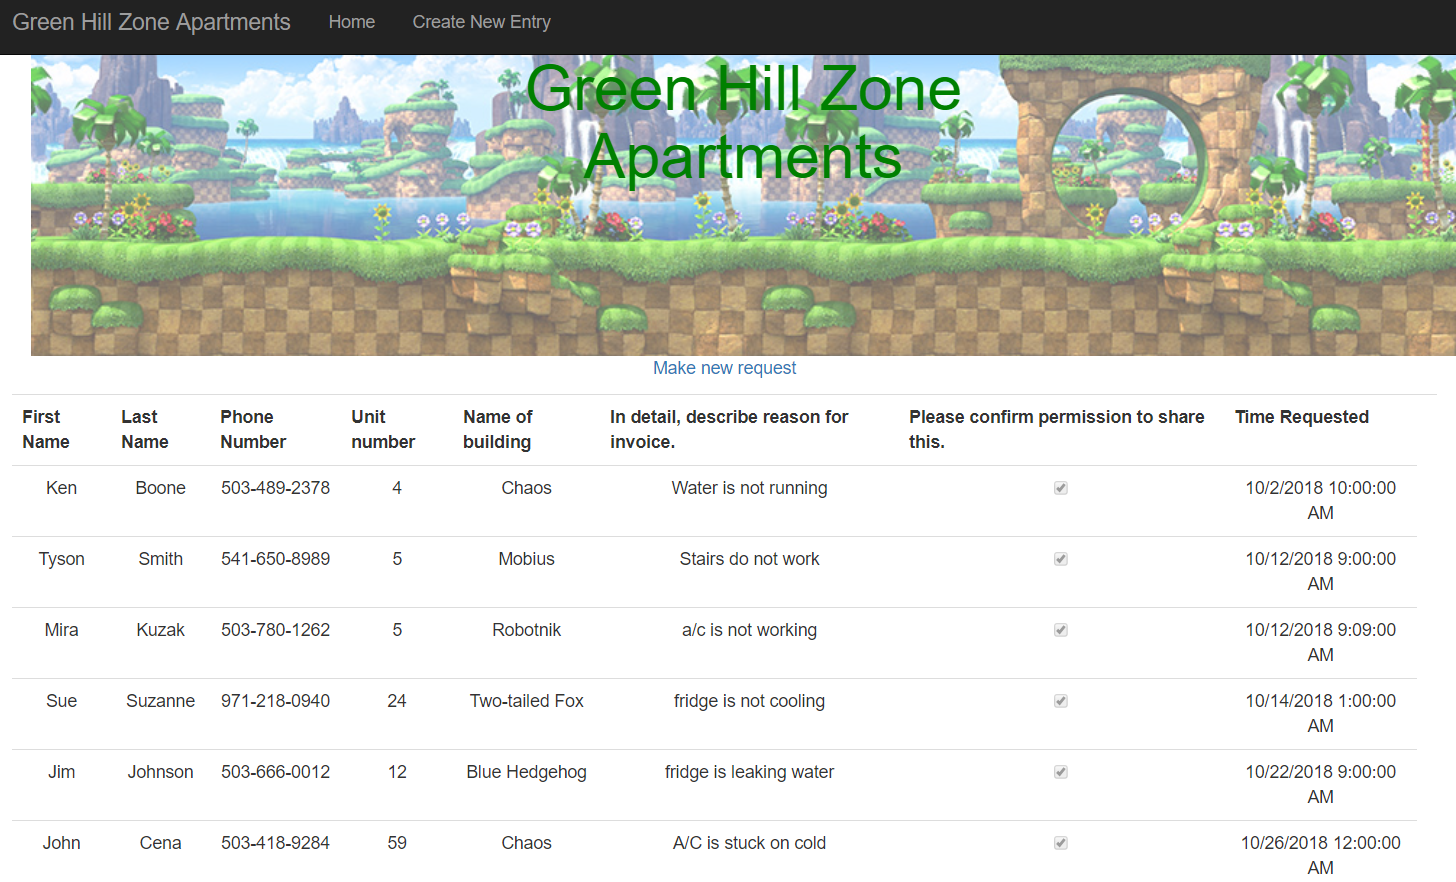 Green Hill Zone Apartments Home Create New Entry
Green Hill Zone
Apartments
Make new request
First Name Last Name Phone Number Unit number Name of building In detail, describe reason for invoice. Please confirm permission to share this. Time Requested
Ken Boone 503-489-2378 4 Chaos Water is not running 10/2/2018 10:00:00 AM
Tyson Smith 541-650-8989 5 Mobius Stairs do not work 10/12/2018 9:00:00 AM
Mira Kuzak 503-780-1262 5 Robotnik a/c is not working 10/12/2018 9:09:00 AM
Sue Suzanne 971-218-0940 24 Two-tailed Fox fridge is not cooling 10/14/2018 1:00:00 AM
Jim Johnson 503-666-0012 12 Blue Hedgehog fridge is leaking water 10/22/2018 9:00:00 AM
John Cena 503-418-9284 59 Chaos A/C is stuck on cold 10/26/2018 12:00:00 AM